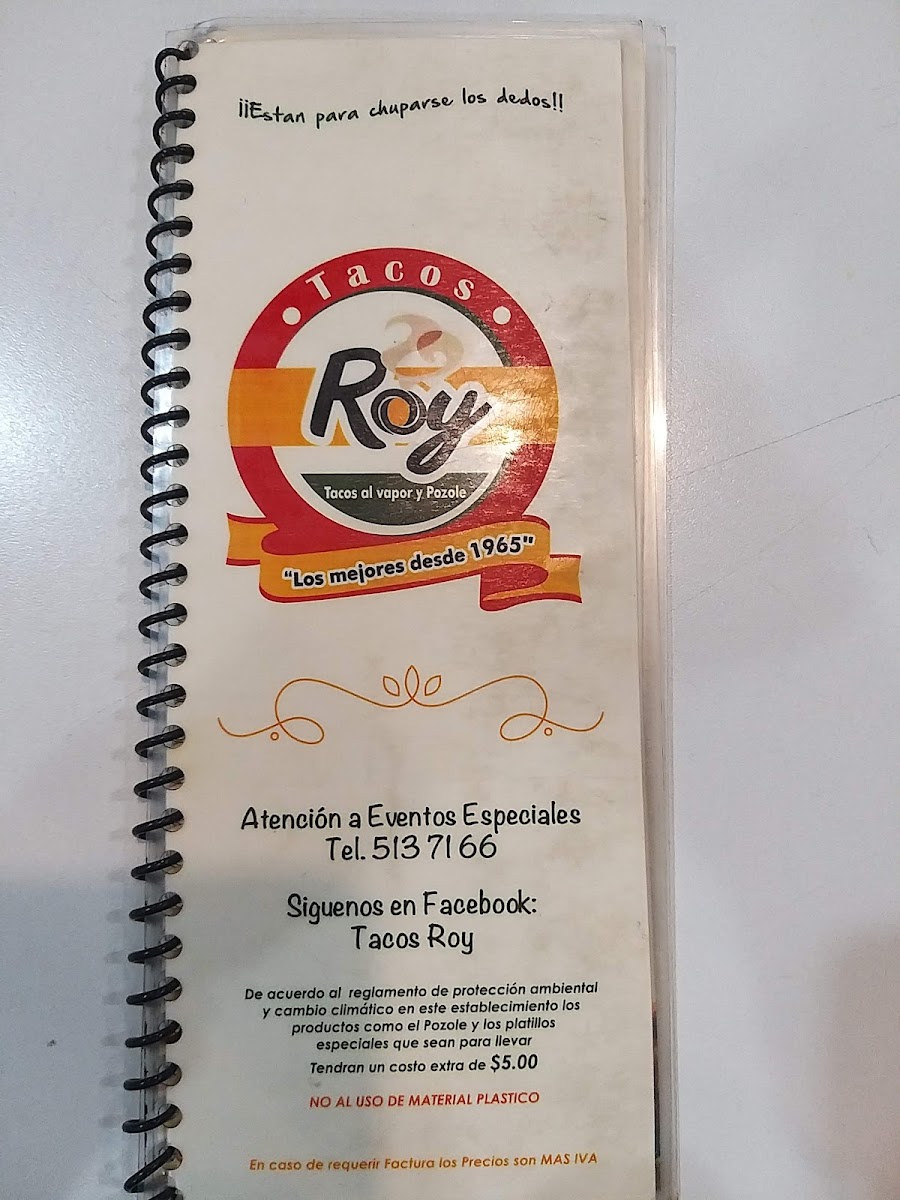 ¡¡Estan para chuparse los dedos!!
Tacos
Roy
Tacos al vapor y Pozole
"Los mejores desde 1965"
Atención a Eventos Especiales
Tel. 513 71 66
Siguenos en Facebook:
Tacos Roy
De acuerdo al reglamento de protección ambiental
y cambio climático en este establecimiento los
productos como el Pozole y los platillos
especiales que sean para llevar
Tendran un costo extra de $5.00
NO AL USO DE MATERIAL PLASTICO
En caso de requerir Factura los Precios son MAS IVA